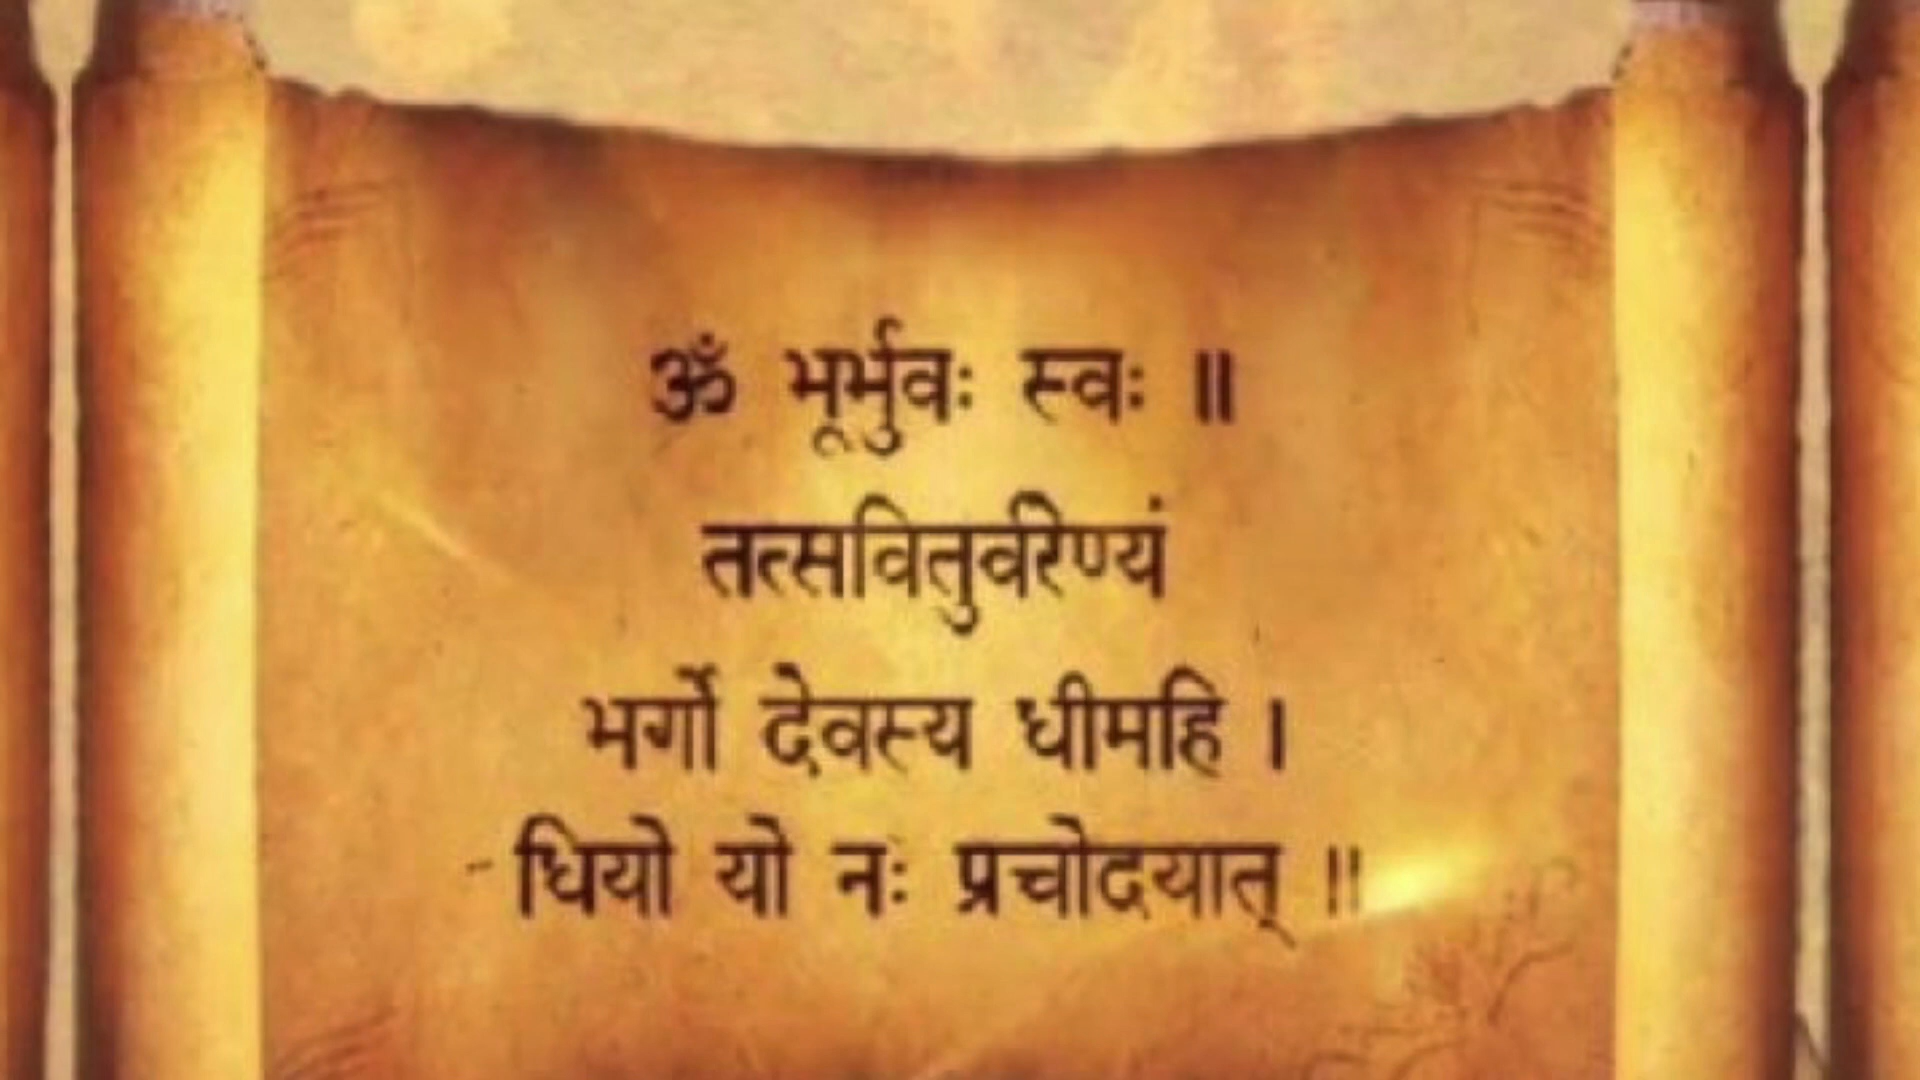 ॐ भूर्भुवः स्वः ॥
तत्सवितुर्वरेण्यं
भर्गो देवस्य धीमहि ।
धियो यो नः प्रचोदयात् ॥